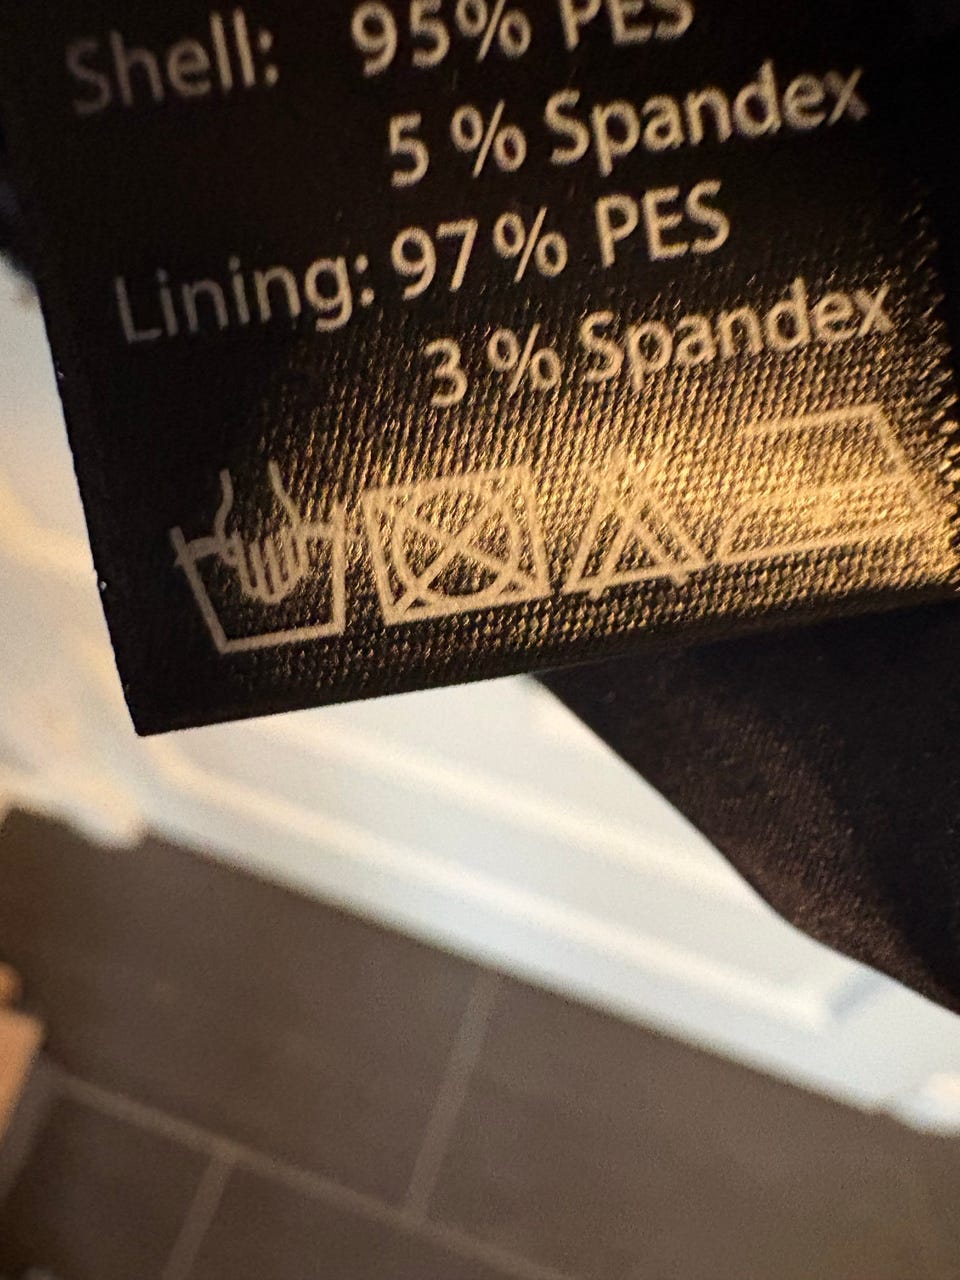 Shell: 95% PES
5 % Spandex
Lining: 97% PES
3 % Spandex